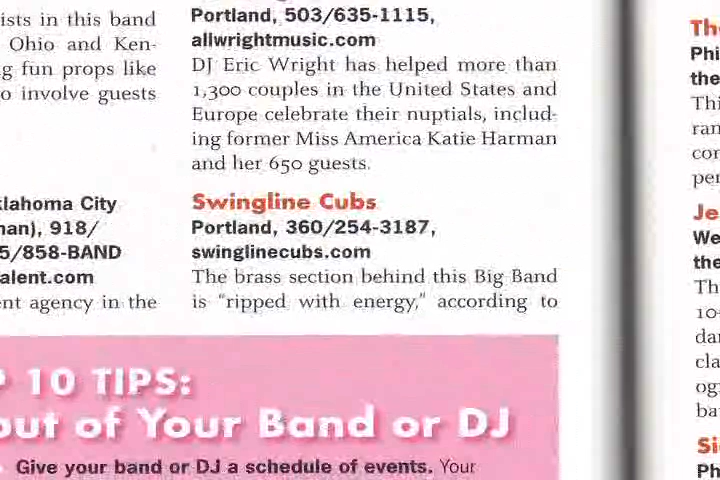 ists in this band
Ohio and Ken-
g fun props like
o involve guests
klahoma City
man), 918/
5/858-BAND
alent.com
ent agency in the
Portland, 503/635-1115,
allwrightmusic.com
DJ Eric Wright has helped more than
1,300 couples in the United States and
Europe celebrate their nuptials, includ-
ing former Miss America Katie Harman
and her 650 guests.
Swingline Cubs
Portland, 360/254-3187,
swinglinecubs.com
The brass section behind this Big Band
is “ripped with energy,” according to
P 10 TIPS:
out of Your Band or DJ
Give your band or DJ a schedule of events. Your
Th
Phi
the
Thi
ran
con
per
Je
We
the
Th
10-
dan
cla
og
ba
Si
Ph